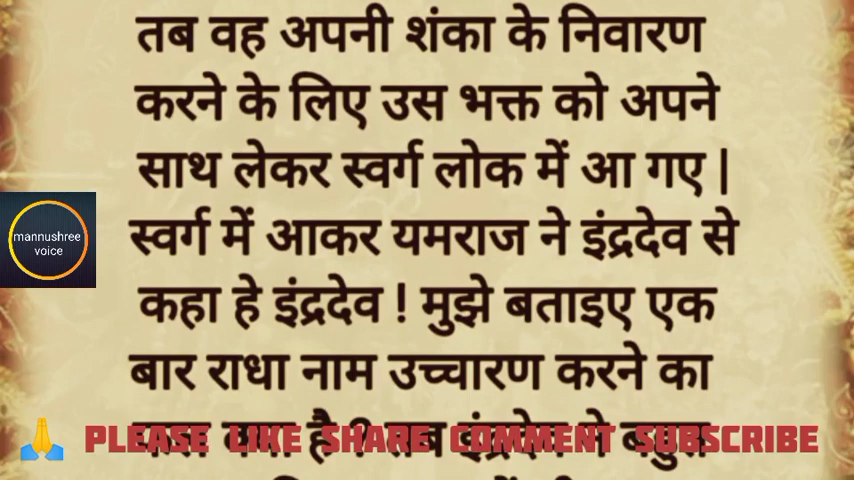 तब वह अपनी शंका के निवारण
करने के लिए उस भक्त को अपने
साथ लेकर स्वर्ग लोक में आ गए |
mannushree
voice
स्वर्ग में आकर यमराज ने इंद्रदेव से
कहा हे इंद्रदेव ! मुझे बताइए एक
बार राधा नाम उच्चारण करने का
है ? इंद्रदेव ने
🙏 PLEASE LIKE SHARE COMMENT SUBSCRIBE